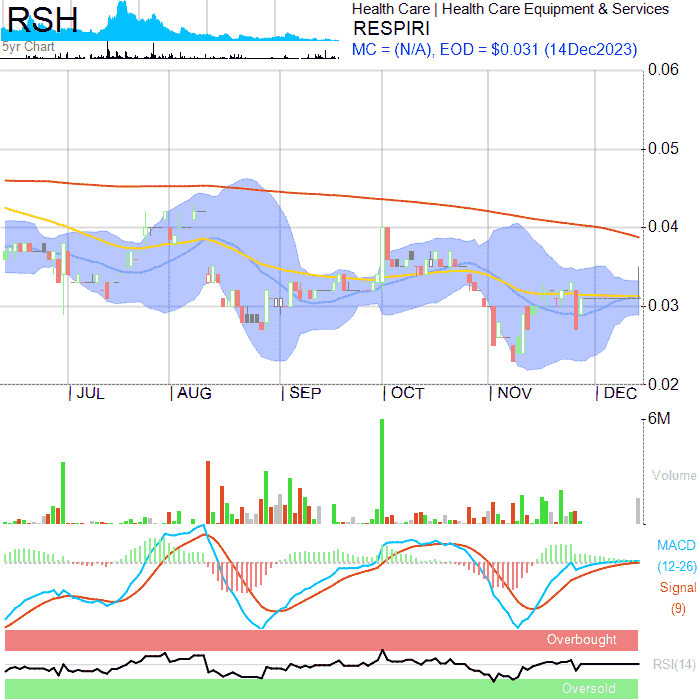 RSH
5yr Chart
Health Care | Health Care Equipment & Services
RESPIRI
MC = (N/A), EOD = $0.031 (14Dec2023)
0.06
0.05
0.04
0.03
0.02
JUL
AUG
SEP
OCT
NOV
DEC
6M
Volume
MACD
(12-26)
Signal
(9)
Overbought
RSI(14)
Oversold